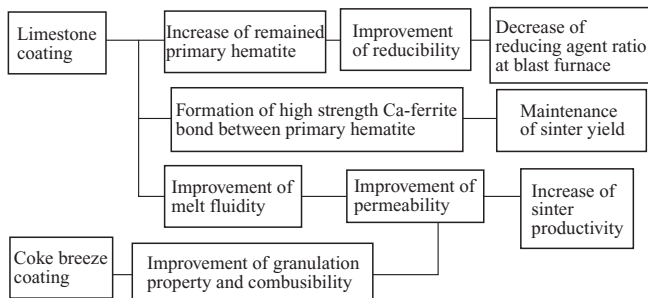 Limestone
coating
Increase of remained
primary hematite
Improvement
of reducibility
Decrease of
reducing agent ratio
at blast furnace
Formation of high strength Ca-ferrite
bond between primary hematite
Maintenance
of sinter yield
Improvement of
melt fluidity
Improvement of
permeability
Increase of
sinter
productivity
Coke breeze
coating
Improvement of granulation
property and combusibility